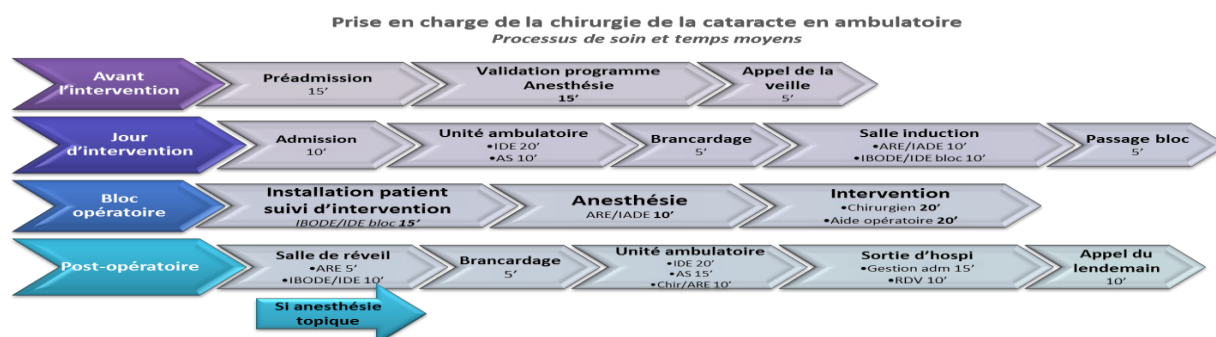 Prise en charge de la chirurgie de la cataracte en ambulatoire
Processus de soin et temps moyens
Avant
l'intervention
Préadmission
15'
Validation programme
Anesthésie
15'
Appel de la
veille
5'
Jour
d'intervention
Admission
10'
Unité ambulatoire
•IDE 20'
•AS 10'
Brancardage
5'
Salle induction
•ARE/IADE 10'
•IBODE/IDE bloc 10'
Passage bloc
5'
Bloc
opératoire
Installation patient
suivi d'intervention
IBODE/IDE bloc 15'
Anesthésie
ARE/IADE 10'
Intervention
•Chirurgien 20'
•Aide opératoire 20'
Post-opératoire
Salle de réveil
•ARE 5'
•IBODE/IDE 10'
Brancardage
5'
Unité ambulatoire
•IDE 20'
•AS 15'
•Chir/ARE 10'
Sortie d'hospi
•Gestion adm 15'
•RDV 10'
Appel du
lendemain
10'
Si anesthésie
topique